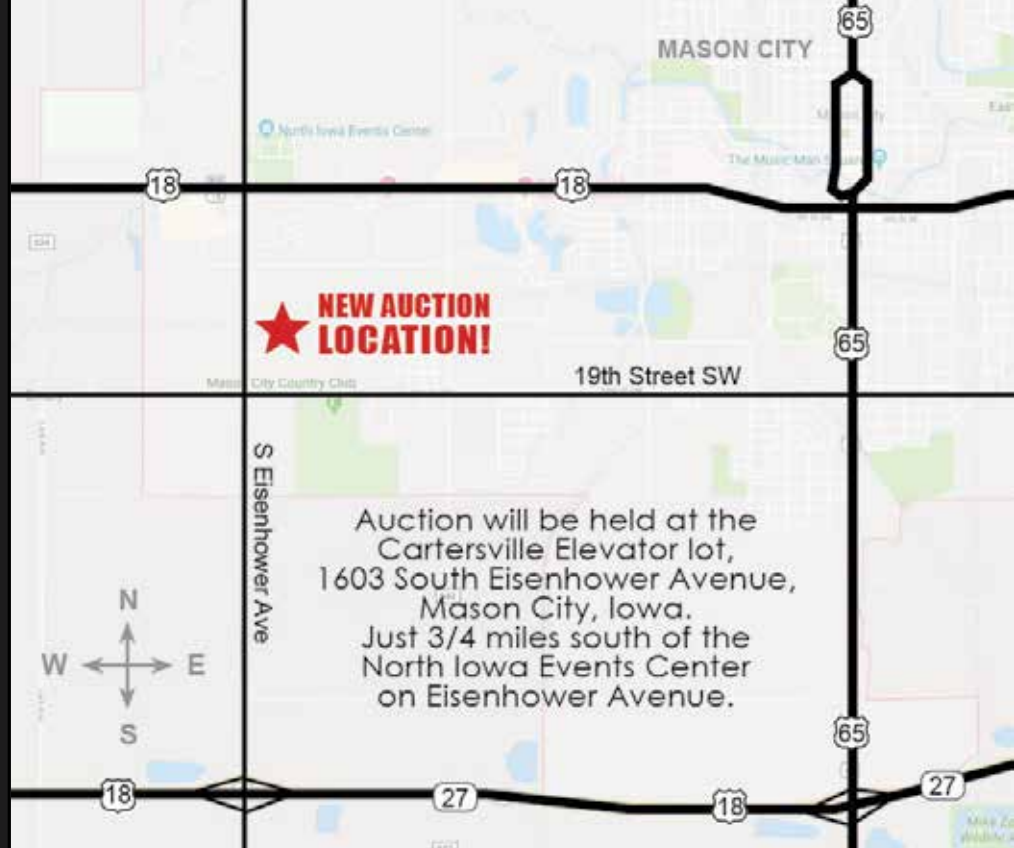 65
MASON CITY
North Iowa Events Center
Mason City
The Music Man Square
18
18
NEW AUCTION
LOCATION!
65
19th Street SW
Mason City Country Club
S Eisenhower Ave
Auction will be held at the
Cartersville Elevator lot,
1603 South Eisenhower Avenue,
Mason City, Iowa.
Just 3/4 miles south of the
North Iowa Events Center
on Eisenhower Avenue.
N
W E
S
65
18
27
18
27